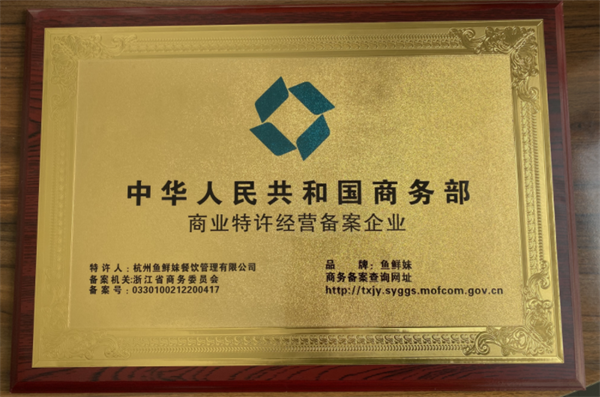 中华人民共和国商务部
商业特许经营备案企业
特许人：杭州鱼鲜妹餐饮管理有限公司
备案机关:浙江省商务委员会
备案号：0330100212200417
品牌：鱼鲜妹
商务备案查询网址
http://txjy.syggs.mofcom.gov.cn